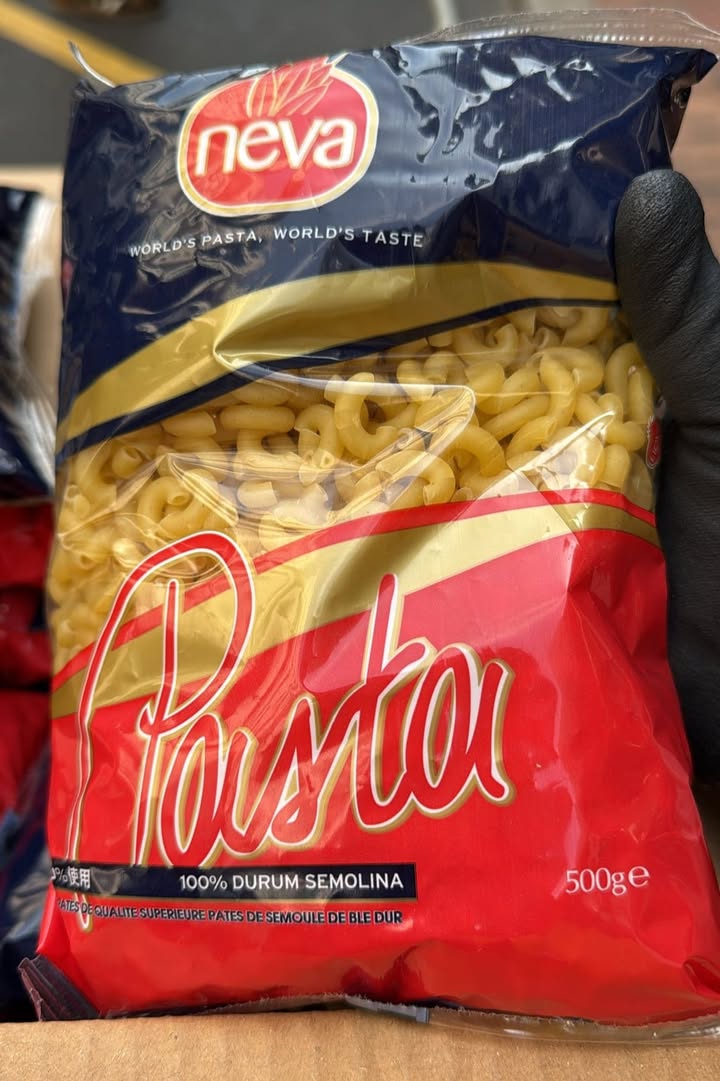 neva
WORLD'S PASTA, WORLD'S TASTE
Pasta
%使用 100% DURUM SEMOLINA
PATES DE QUALITE SUPERIEURE PATES DE SEMOULE DE BLE DUR
500g e